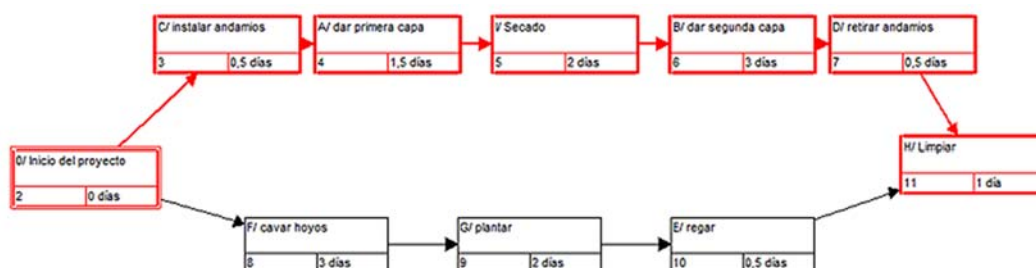 C/ instalar andamios
3 0,5 días
A/ dar primera capa
4 1,5 días
I/ Secado
5 2 días
B/ dar segunda capa
6 3 días
D/ retirar andamios
7 0,5 días
0/ Inicio del proyecto
2 0 días
H/ Limpiar
11 1 día
F/ cavar hoyos
8 3 días
G/ plantar
9 2 días
E/ regar
10 0,5 días